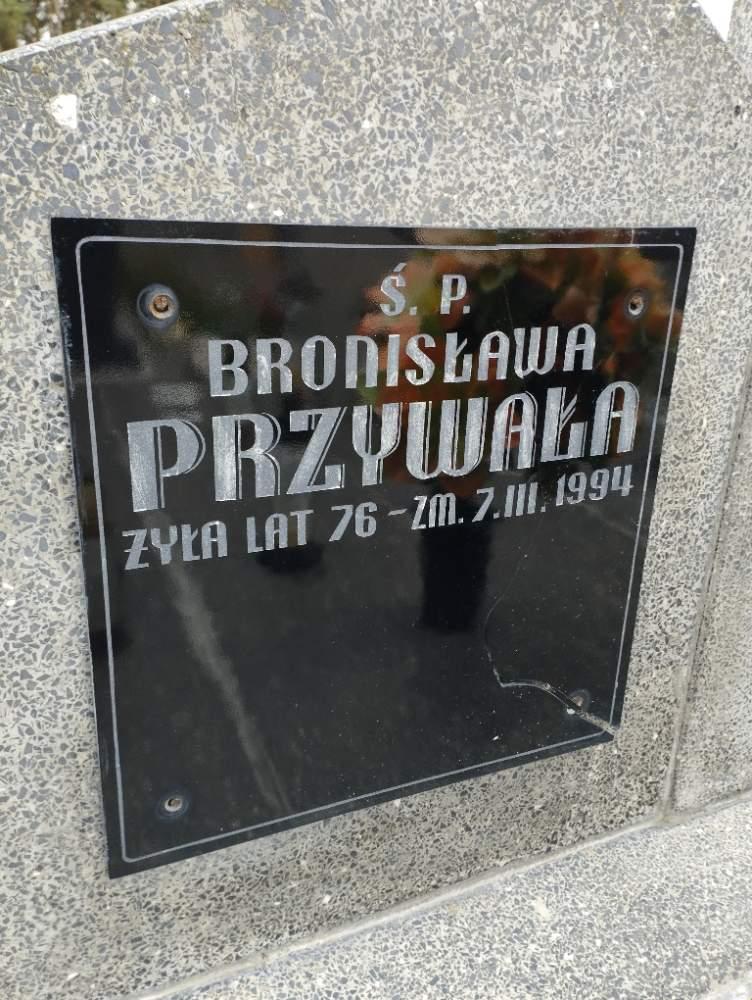 Ś. P.
BRONISŁAWA
PRZYWAŁA
ŻYŁA LAT 76 - ZM. 7.III.1994